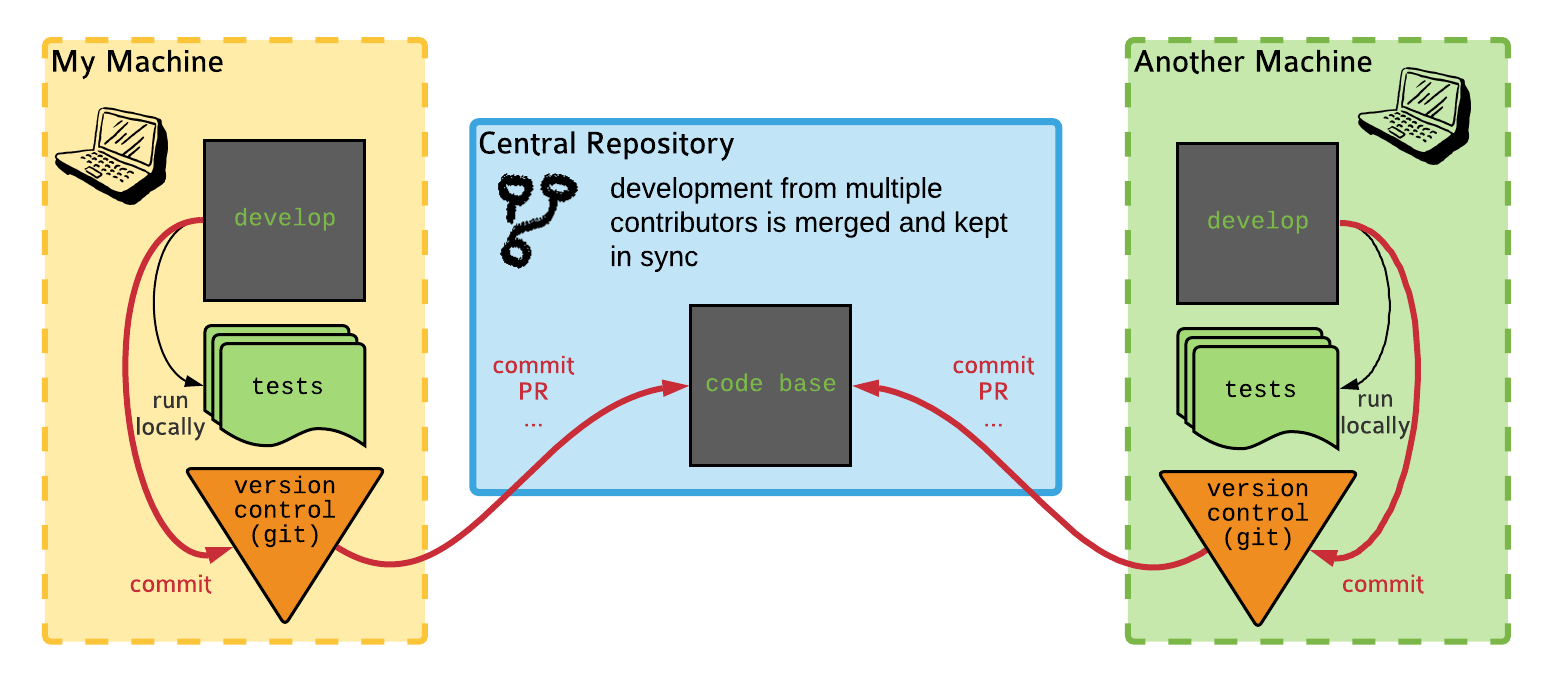 My Machine
develop
tests
run
locally
version
control
(git)
commit
Central Repository
development from multiple
contributors is merged and kept
in sync
commit
PR
...
code base
commit
PR
...
Another Machine
develop
tests
run
locally
version
control
(git)
commit